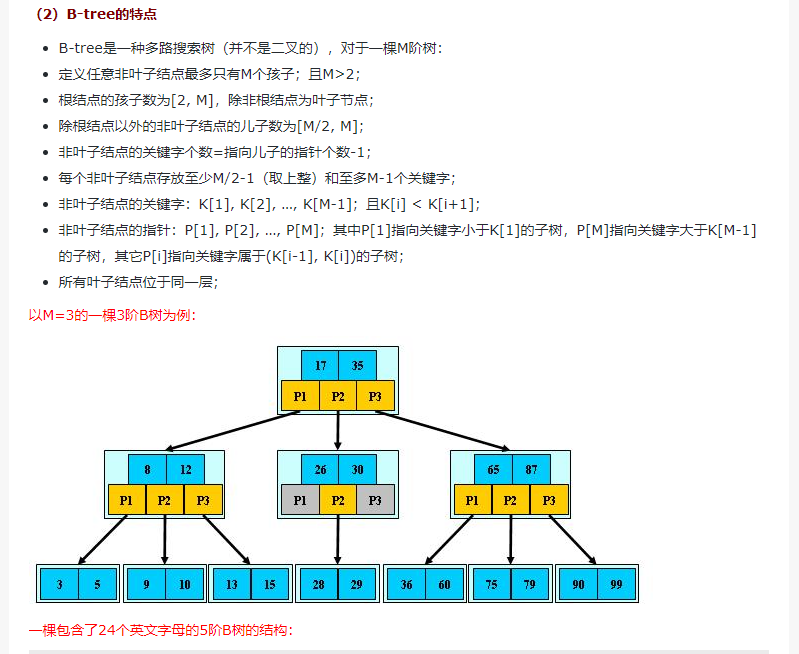 （2）B-tree的特点
B-tree是一种多路搜索树（并不是二叉的）, 对于一棵M阶树：
定义任意非叶子结点最多只有M个孩子；且M>2；
根结点的孩子数为[2, M]，除非根结点为叶子节点；
除根结点以外的非叶子结点的儿子数为[M/2, M]；
非叶子结点的关键字个数=指向儿子的指针个数-1；
每个非叶子结点存放至少M/2-1（取上整）和至多M-1个关键字；
非叶子结点的关键字：K[1], K[2], …, K[M-1]；且K[i] < K[i+1]；
非叶子结点的指针：P[1], P[2], …, P[M]；其中P[1]指向关键字小于K[1]的子树，P[M]指向关键字大于K[M-1]
的子树，其它P[i]指向关键字属于(K[i-1], K[i])的子树；
所有叶子结点位于同一层；
以M=3的一棵3阶B树为例：
17 35
P1 P2 P3
8 12 26 30 65 87
P1 P2 P3 P1 P2 P3 P1 P2 P3
3 5 9 10 13 15 28 29 36 60 75 79 90 99
一棵包含了24个英文字母的5阶B树的结构：